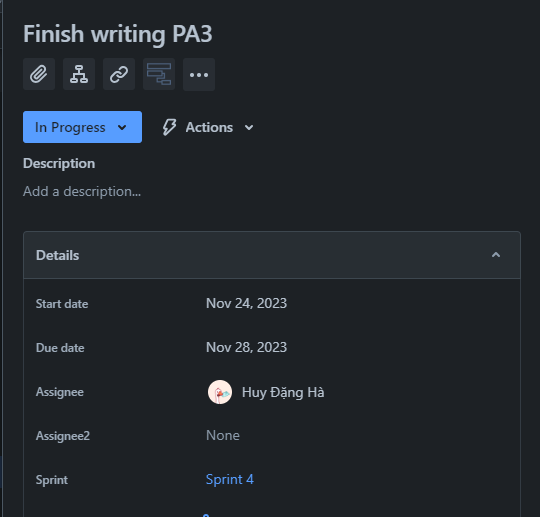 Finish writing PA3
In Progress
Actions
Description
Add a description...
Details
Start date
Nov 24, 2023
Due date
Nov 28, 2023
Assignee
Huy Đặng Hà
Assignee2
None
Sprint
Sprint 4